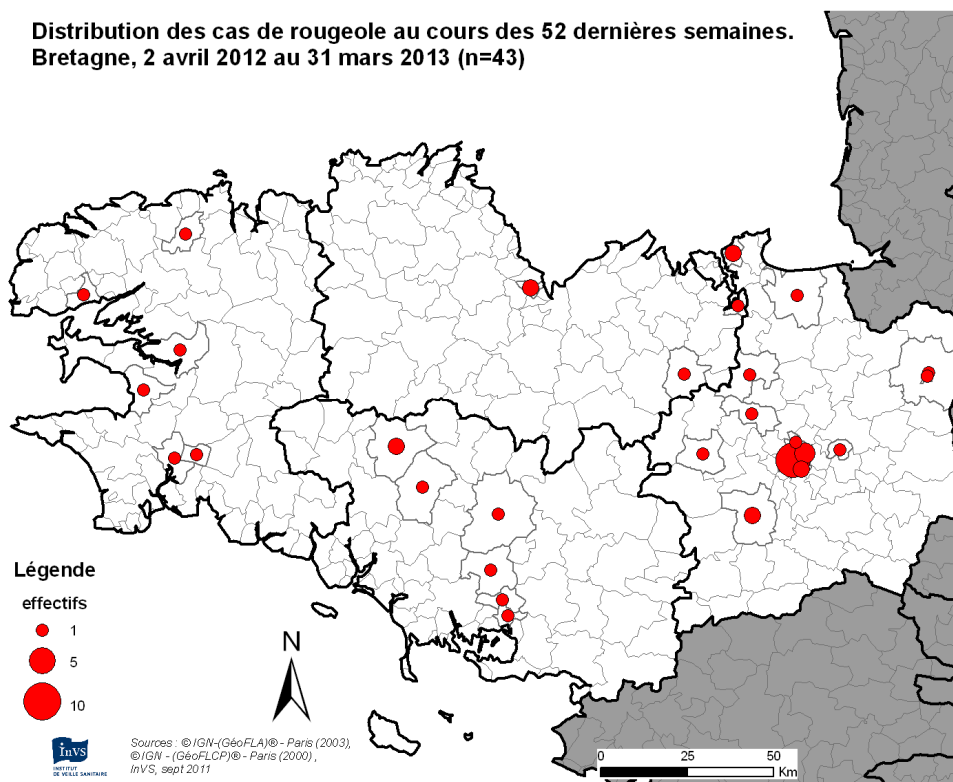 Distribution des cas de rougeole au cours des 52 dernières semaines.
Bretagne, 2 avril 2012 au 31 mars 2013 (n=43)
Légende
effectifs
1
5
10
N
invs
INSTITUT
DE VEILLE SANITAIRE
Sources : © IGN-(GéoFLA)® - Paris (2003),
© IGN - (GéoFLCP)® - Paris (2000) ,
InVS, sept 2011
0 25 50
Km